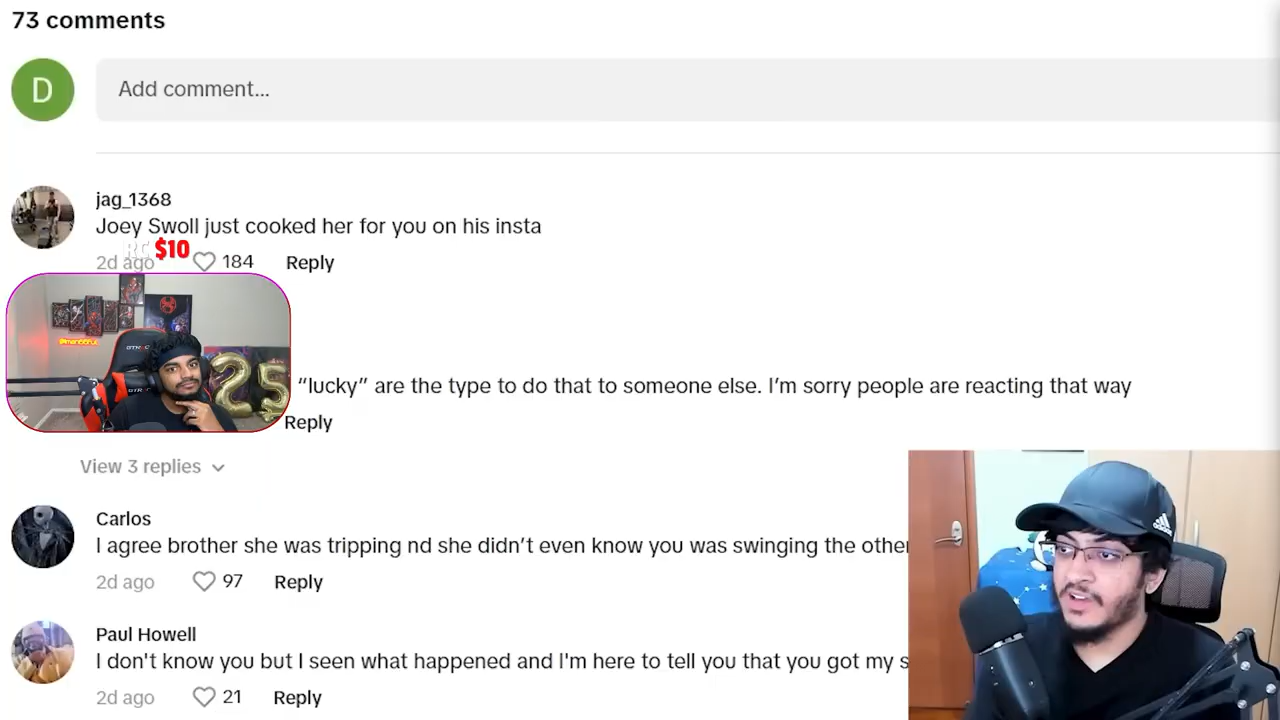 73 comments
D
Add comment...
jag_1368
Joey Swoll just cooked her for you on his insta
RC $10
2d ago 184 Reply
25
“lucky” are the type to do that to someone else. I’m sorry people are reacting that way
Reply
View 3 replies
Carlos
I agree brother she was tripping nd she didn’t even know you was swinging the other
2d ago 97 Reply
Paul Howell
I don't know you but I seen what happened and I'm here to tell you that you got my s
2d ago 21 Reply
adidas